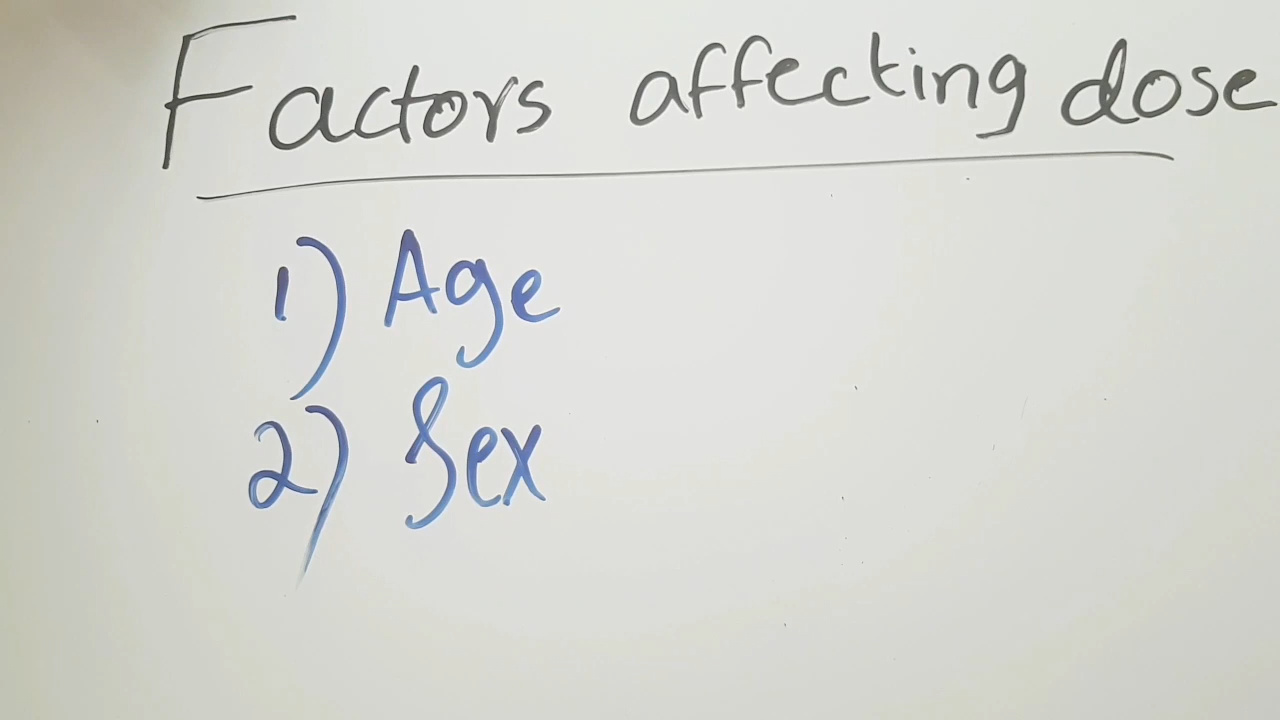 Factors affecting dose
1) Age
2) Sex